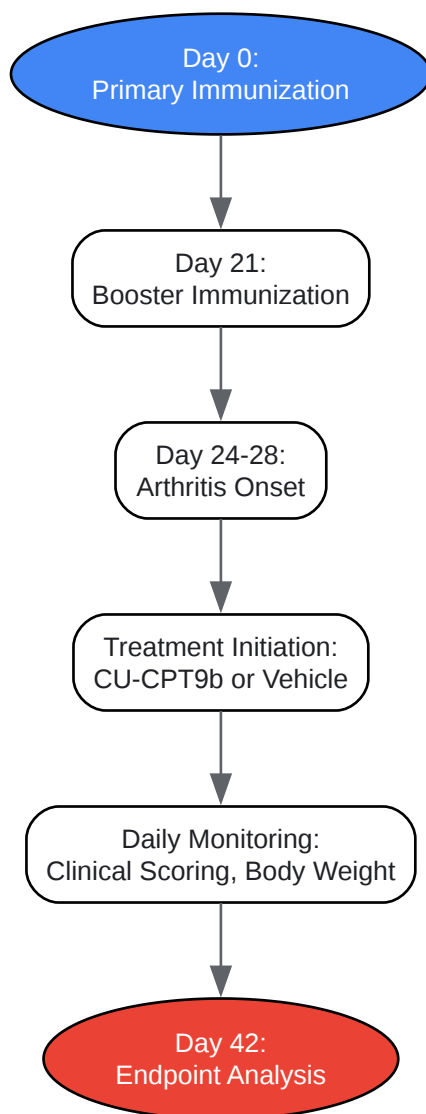 Day 0:
Primary Immunization
Day 21:
Booster Immunization
Day 24-28:
Arthritis Onset
Treatment Initiation:
CU-CPT9b or Vehicle
Daily Monitoring:
Clinical Scoring, Body Weight
Day 42:
Endpoint Analysis